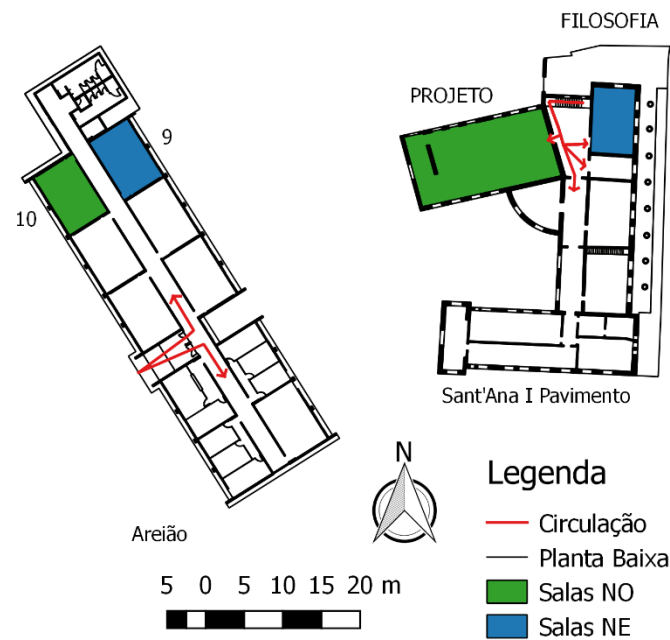 FILOSOFIA
PROJETO
9
10
Sant'Ana I Pavimento
N
Areião
Legenda
Circulação
Planta Baixa
Salas NO
Salas NE
5 0 5 10 15 20 m